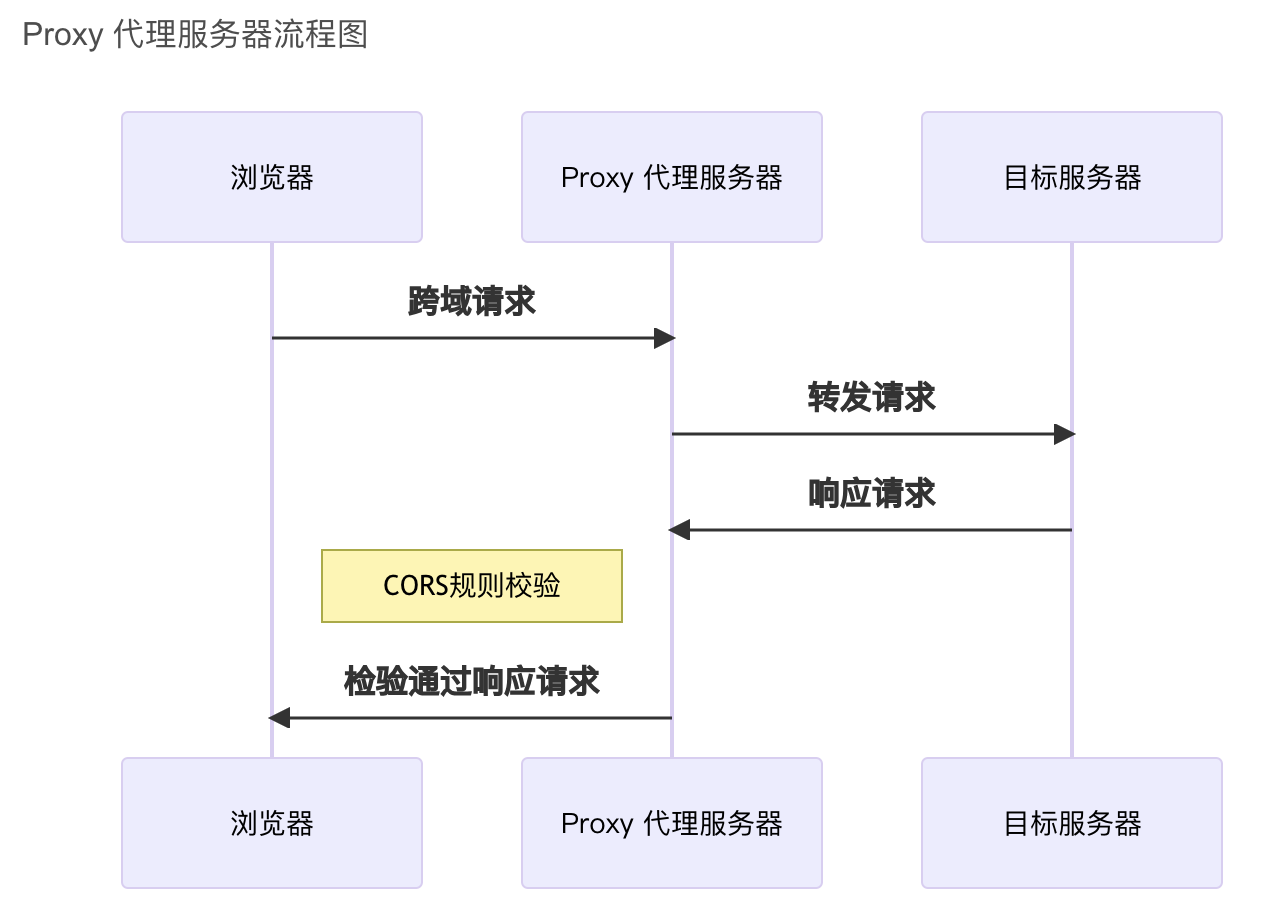 Proxy 代理服务器流程图
浏览器
Proxy 代理服务器
目标服务器
跨域请求
转发请求
响应请求
CORS规则校验
检验通过响应请求
浏览器
Proxy 代理服务器
目标服务器